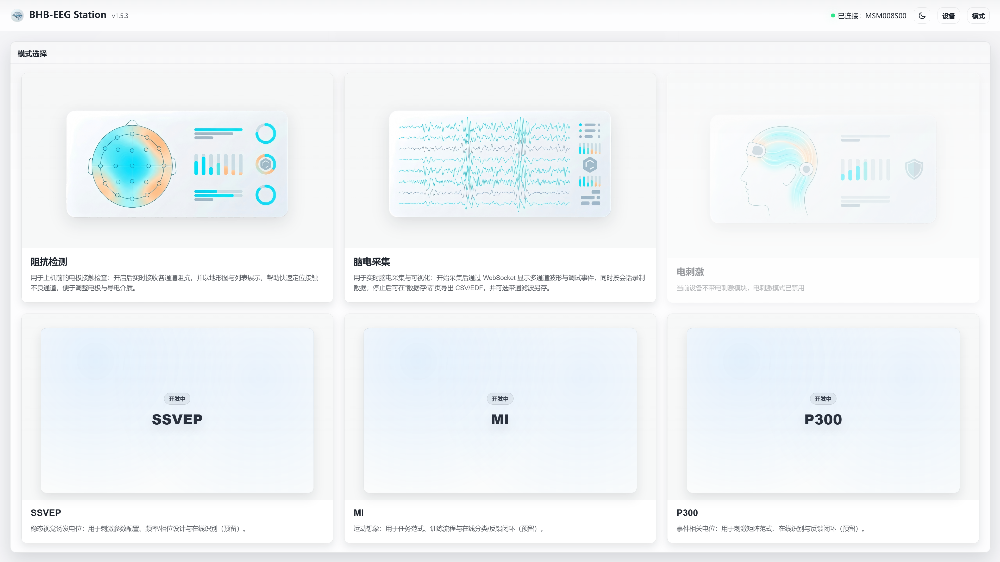 BHB-EEG Station v1.5.3
已连接：MSM008S00
设备
模式
模式选择
阻抗检测
用于上机前的电极接触检查：开启后实时接收各通道阻抗，并以地形图与列表展示，帮助快速定位接触
不良通道，便于调整电极与导电介质。
脑电采集
用于实时脑电采集与可视化：开始采集后通过 WebSocket 显示多通道波形与调试事件，同时按会话录制
数据；停止后可在“数据存储”页导出 CSV/EDF，并可选带通滤波另存。
电刺激
当前设备不带电刺激模块，电刺激模式已禁用
开发中
SSVEP
SSVEP
稳态视觉诱发电位：用于刺激参数配置、频率/相位设计与在线识别（预留）。
开发中
MI
MI
运动想象：用于任务范式、训练流程与在线分类/反馈闭环（预留）。
开发中
P300
P300
事件相关电位：用于刺激矩阵范式、在线识别与反馈闭环（预留）。